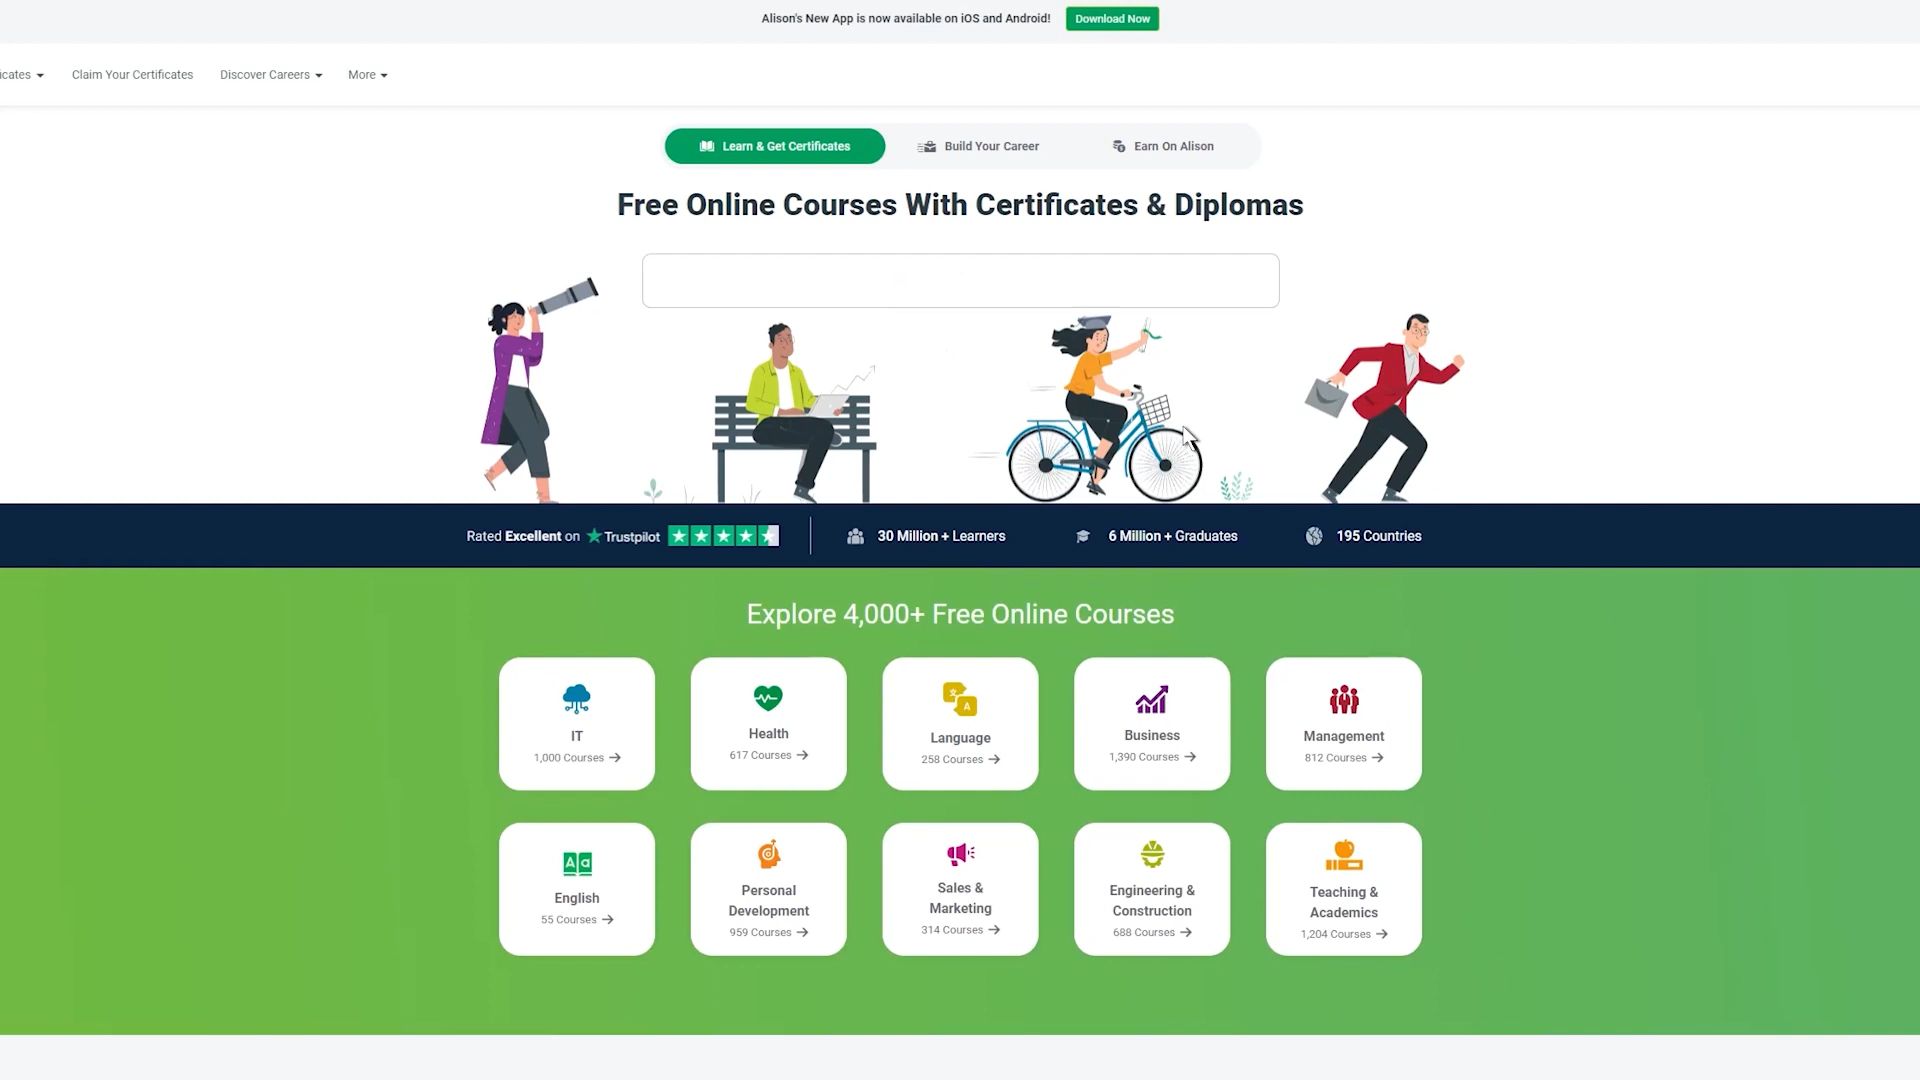 Alison's New App is now available on iOS and Android! Download Now
icates Claim Your Certificates Discover Careers More
Learn & Get Certificates Build Your Career Earn On Alison
Free Online Courses With Certificates & Diplomas
Rated Excellent on Trustpilot 30 Million + Learners 6 Million + Graduates 195 Countries
Explore 4,000+ Free Online Courses
IT
1,000 Courses
Health
617 Courses
Language
258 Courses
Business
1,390 Courses
Management
812 Courses
English
55 Courses
Personal
Development
959 Courses
Sales &
Marketing
314 Courses
Engineering &
Construction
688 Courses
Teaching &
Academics
1,204 Courses